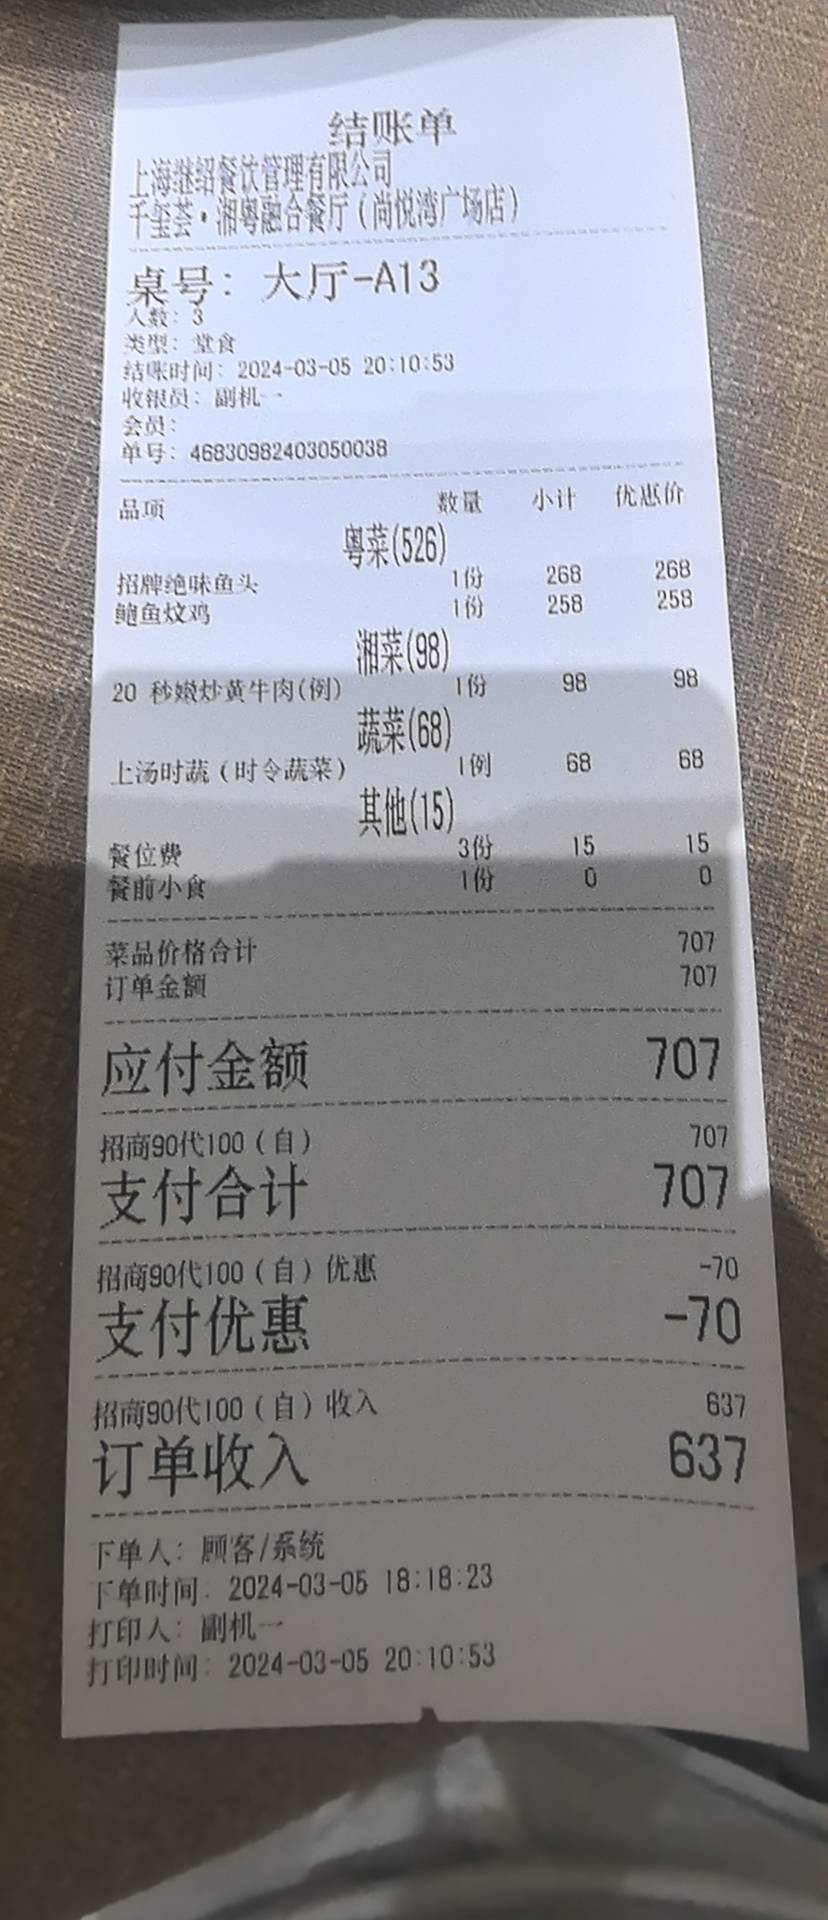 结账单
上海继绍餐饮管理有限公司
千玺荟·湘粤融合餐厅(尚悦湾广场店)
桌号: 大厅-A13
人数: 3
类型: 堂食
结账时间: 2024-03-05 20:10:53
收银员: 副机一
会员:
单号: 46830982403050038
品项 数量 小计 优惠价
粤菜(526)
招牌绝味鱼头 1份 268 268
鲍鱼炆鸡 1份 258 258
湘菜(98)
20 秒嫩炒黄牛肉(例) 1份 98 98
蔬菜(68)
上汤时蔬(时令蔬菜) 1例 68 68
其他(15)
餐位费 3份 15 15
餐前小食 1份 0 0
菜品价格合计 707
订单金额 707
应付金额 707
招商90代100(自) 707
支付合计 707
招商90代100(自)优惠 -70
支付优惠 -70
招商90代100(自)收入 637
订单收入 637
下单人: 顾客/系统
下单时间: 2024-03-05 18:18:23
打印人: 副机一
打印时间: 2024-03-05 20:10:53